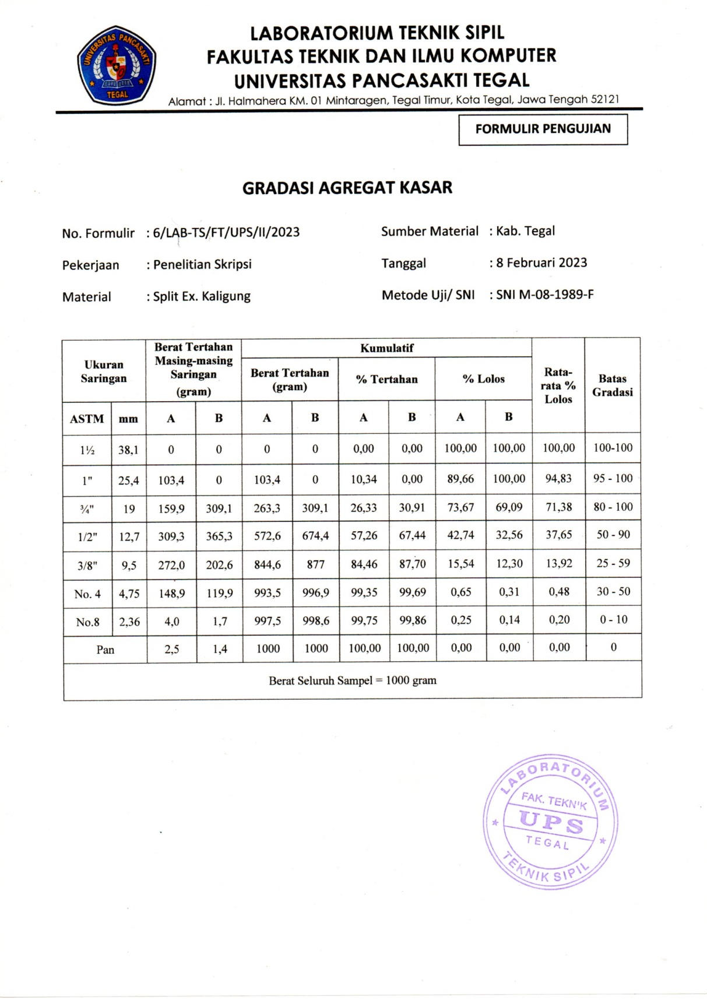 UNIVERSITAS PANCASAKTI
TEGAL
LABORATORIUM TEKNIK SIPIL
FAKULTAS TEKNIK DAN ILMU KOMPUTER
UNIVERSITAS PANCASAKTI TEGAL
Alamat : Jl. Halmahera KM. 01 Mintaragen, Tegal Timur, Kota Tegal, Jawa Tengah 52121
FORMULIR PENGUJIAN
GRADASI AGREGAT KASAR
No. Formulir : 6/LAB-TS/FT/UPS/II/2023 Sumber Material : Kab. Tegal
Pekerjaan : Penelitian Skripsi Tanggal : 8 Februari 2023
Material : Split Ex. Kaligung Metode Uji/ SNI : SNI M-08-1989-F
Ukuran Saringan Berat Tertahan Masing-masing Saringan (gram) Kumulatif Rata-rata % Lolos Batas Gradasi
Berat Tertahan (gram) % Tertahan % Lolos
ASTM mm A B A B A B A B
1½ 38,1 0 0 0 0 0,00 0,00 100,00 100,00 100,00 100-100
1" 25,4 103,4 0 103,4 0 10,34 0,00 89,66 100,00 94,83 95 - 100
¾" 19 159,9 309,1 263,3 309,1 26,33 30,91 73,67 69,09 71,38 80 - 100
1/2" 12,7 309,3 365,3 572,6 674,4 57,26 67,44 42,74 32,56 37,65 50 - 90
3/8" 9,5 272,0 202,6 844,6 877 84,46 87,70 15,54 12,30 13,92 25 - 59
No. 4 4,75 148,9 119,9 993,5 996,9 99,35 99,69 0,65 0,31 0,48 30 - 50
No.8 2,36 4,0 1,7 997,5 998,6 99,75 99,86 0,25 0,14 0,20 0 - 10
Pan 2,5 1,4 1000 1000 100,00 100,00 0,00 0,00 0,00 0
Berat Seluruh Sampel = 1000 gram
LABORATORIUM
FAK. TEKNIK
UPS
TEGAL
TEKNIK SIPIL